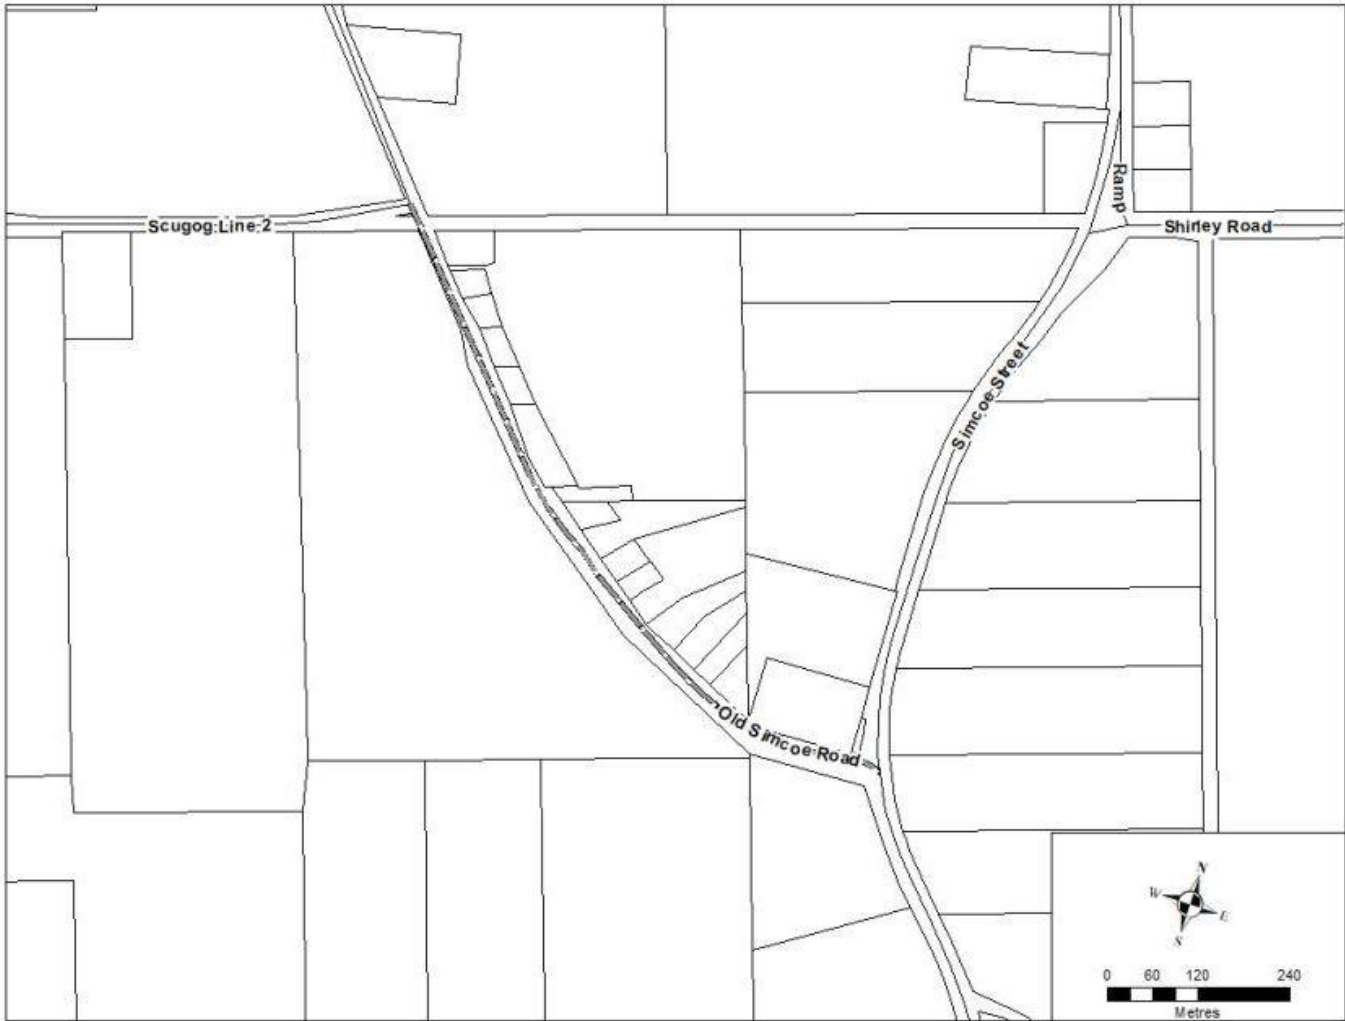 Ramp
Scugog Line 2
Shirley Road
Simcoe Street
Old Simcoe Road
N
W
E
S
0 60 120 240
Metres